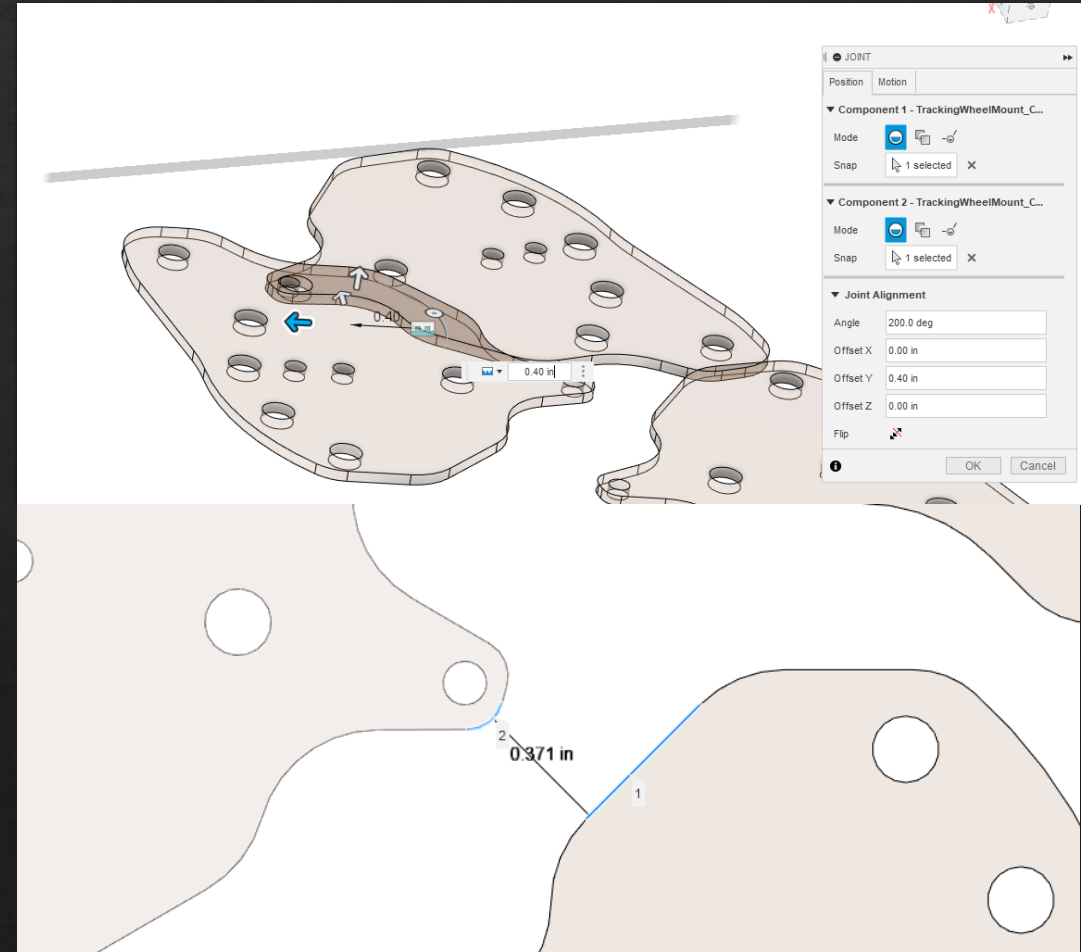 X
JOINT
Position Motion
Component 1 - TrackingWheelMount_C...
Mode
Snap 1 selected
Component 2 - TrackingWheelMount_C...
Mode
Snap 1 selected
Joint Alignment
Angle 200.0 deg
Offset X 0.00 in
Offset Y 0.40 in
Offset Z 0.00 in
Flip
OK Cancel
0.40
0.40 in
2
0.371 in
1